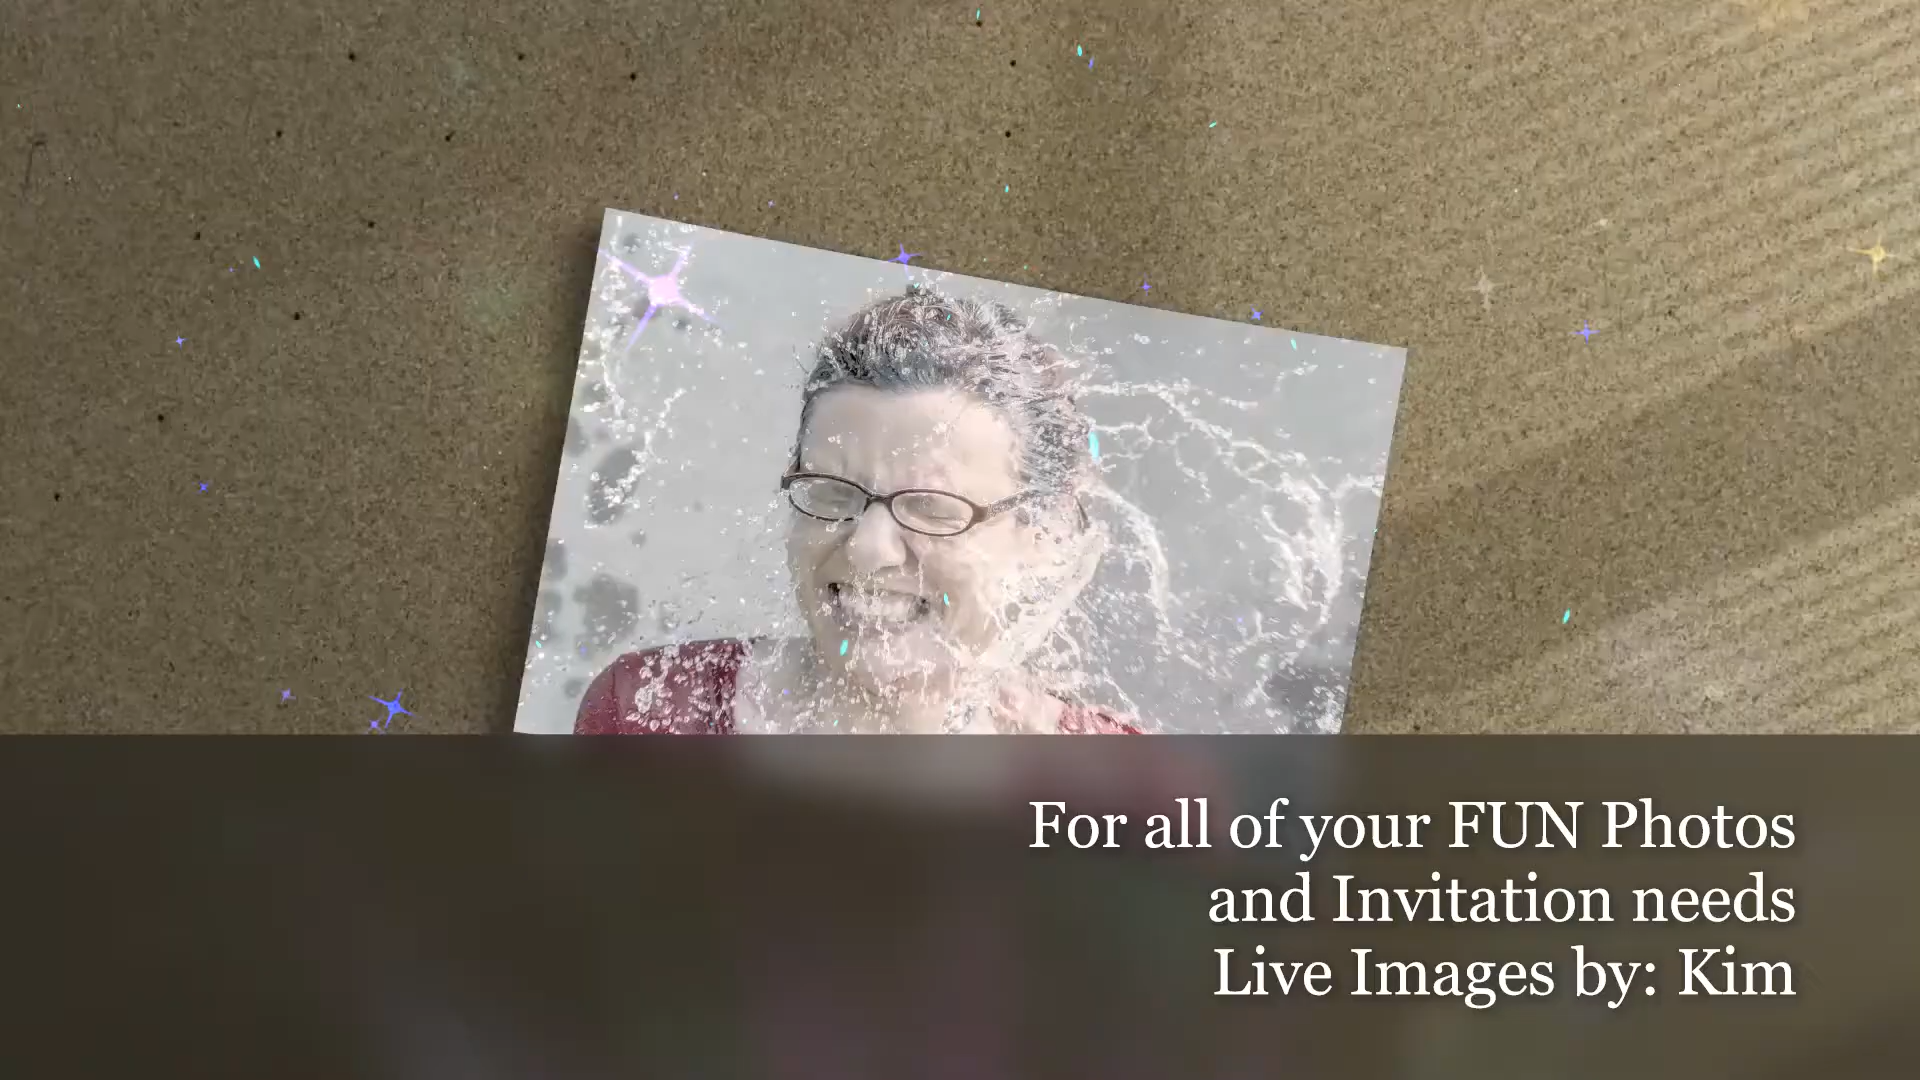 For all of your FUN Photos
and Invitation needs
Live Images by: Kim